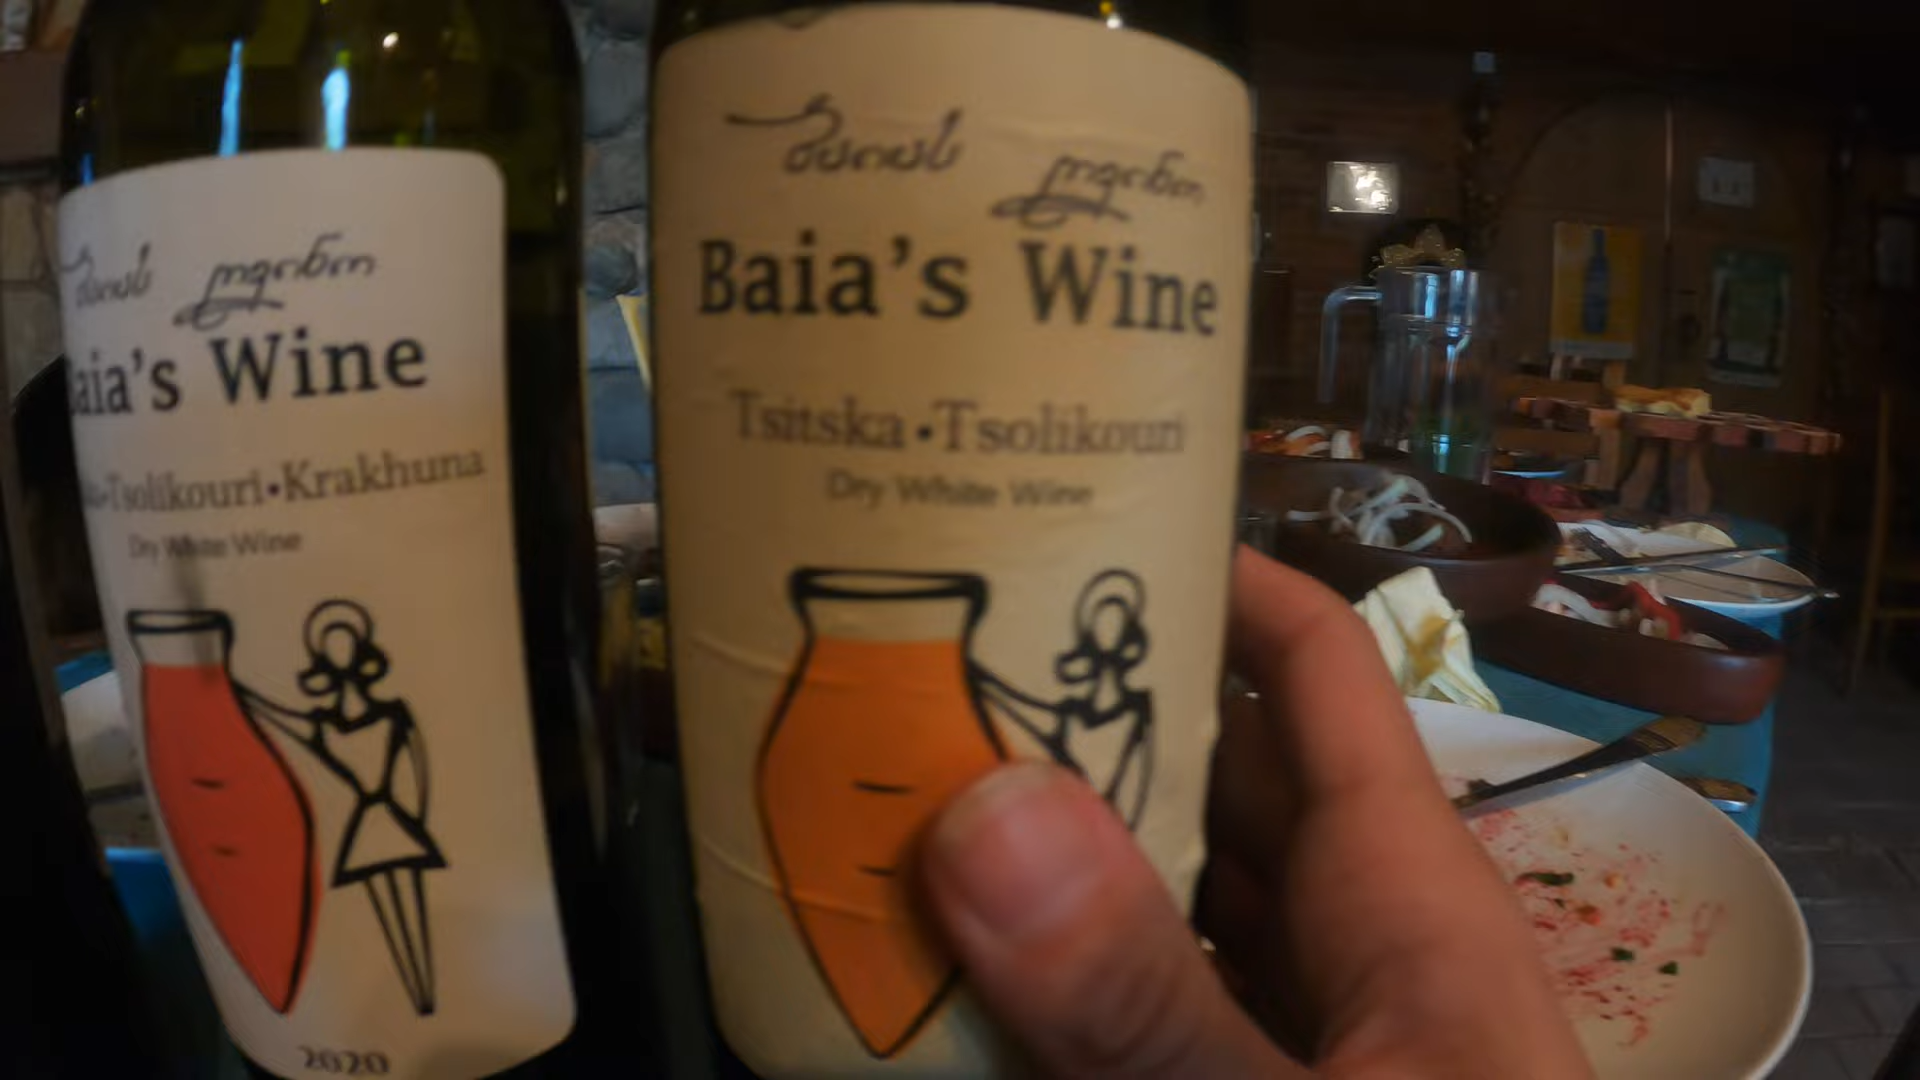 ბაიას
ღვინო
aia's Wine
Tsolikouri•Krakhuna
Dry White Wine
2020
ბაიას
ღვინო
Baia's Wine
Tsitska•Tsolikouri
Dry White Wine